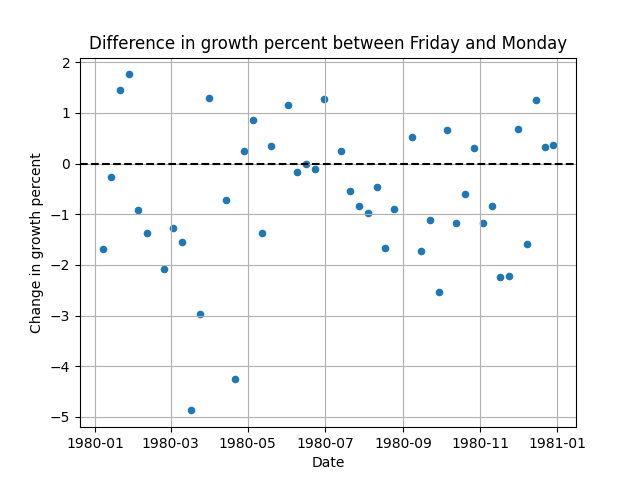 Difference in growth percent between Friday and Monday
Change in growth percent
2
1
0
−1
−2
−3
−4
−5
1980-01 1980-03 1980-05 1980-07 1980-09 1980-11 1981-01
Date